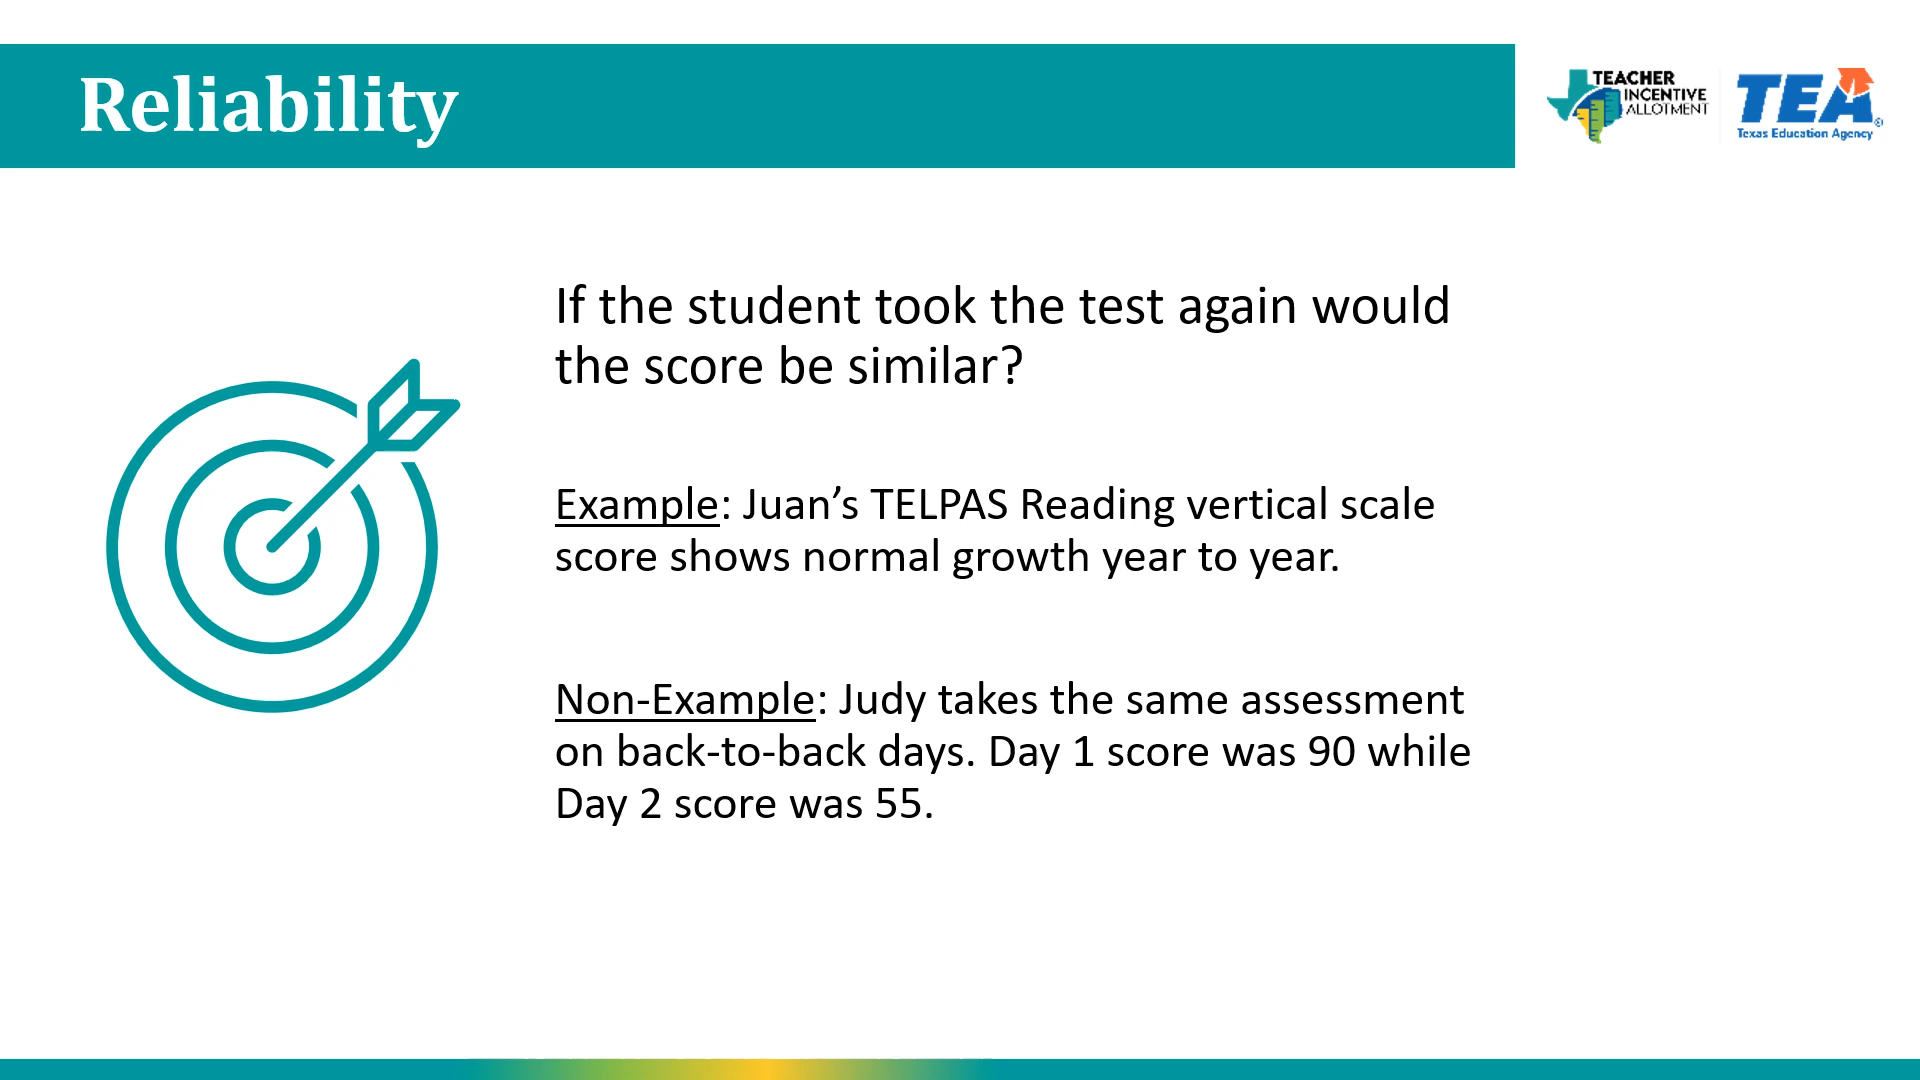 Reliability
TEACHER
INCENTIVE
ALLOTMENT
TEA®
Texas Education Agency
If the student took the test again would
the score be similar?
Example: Juan’s TELPAS Reading vertical scale
score shows normal growth year to year.
Non-Example: Judy takes the same assessment
on back-to-back days. Day 1 score was 90 while
Day 2 score was 55.